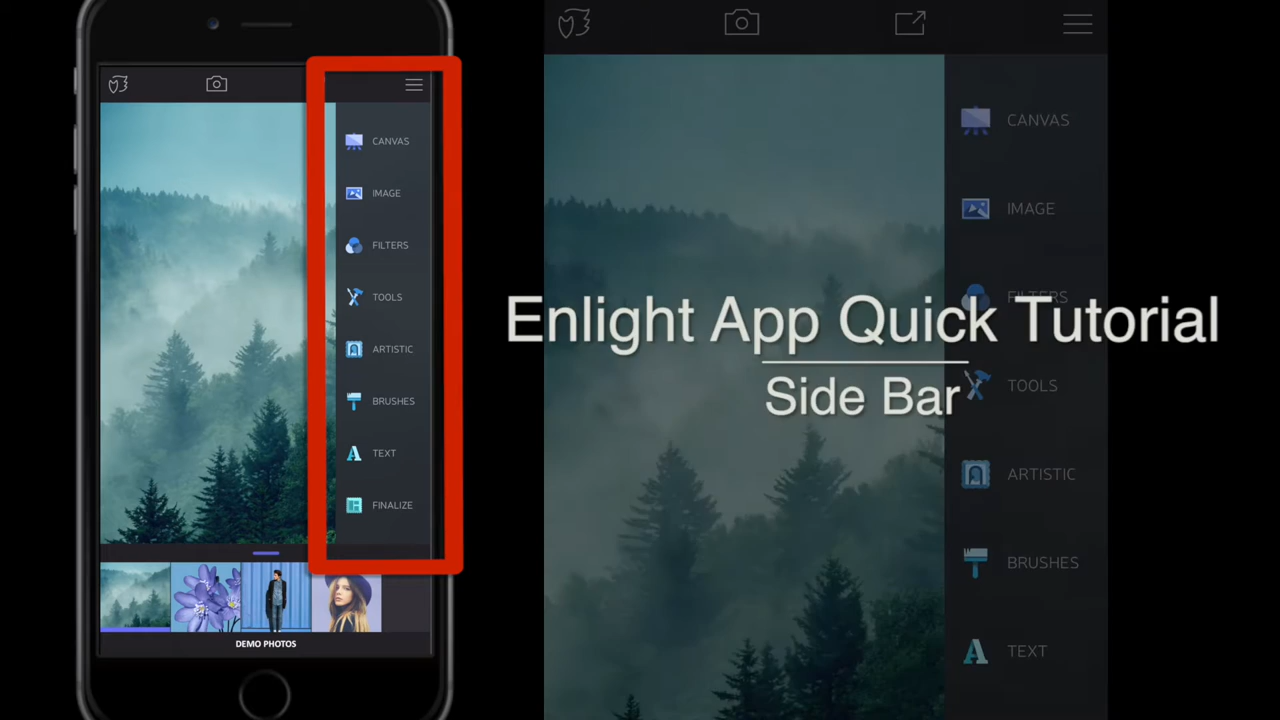 CANVAS
IMAGE
FILTERS
TOOLS
ARTISTIC
BRUSHES
TEXT
FINALIZE
DEMO PHOTOS
CANVAS
IMAGE
FILTERS
Enlight App Quick Tutorial
Side Bar
TOOLS
ARTISTIC
BRUSHES
TEXT